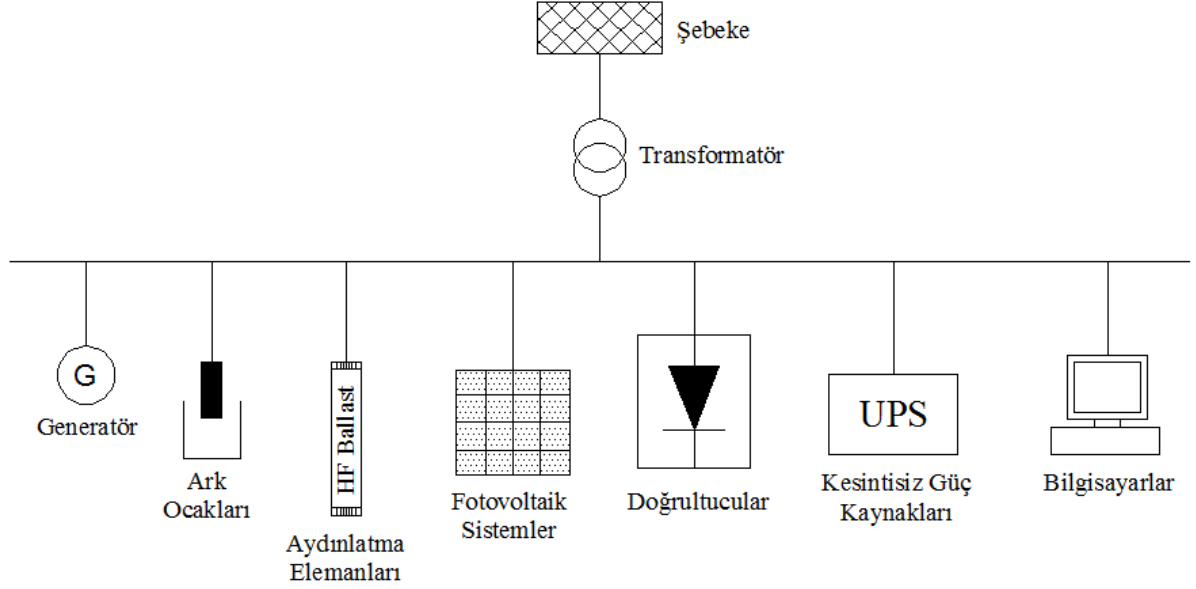 Şebeke
Transformatör
G
Generatör
Ark
Ocakları
HF Ballast
Aydınlatma
Elemanları
Fotovoltaik
Sistemler
Doğrultucular
UPS
Kesintisiz Güç
Kaynakları
Bilgisayarlar